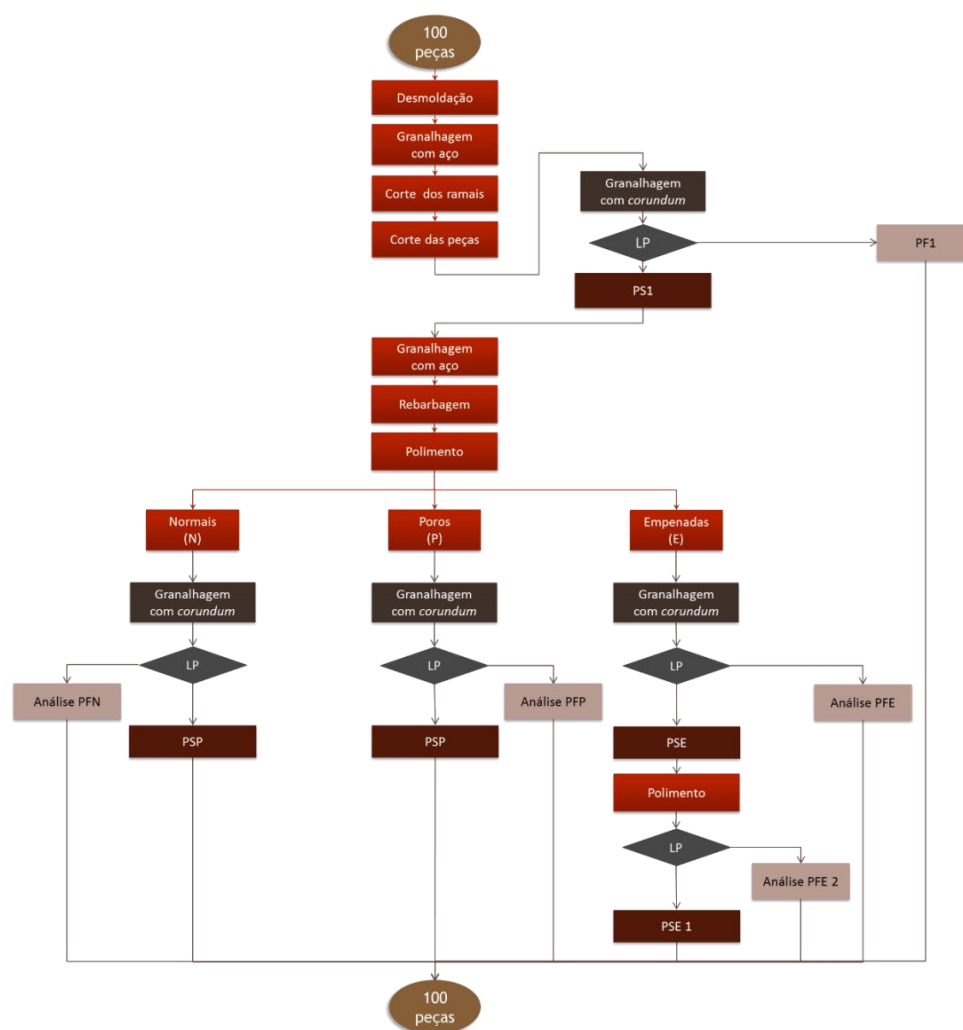 100
peças
Desmoldação
Granalhagem
com aço
Corte dos ramais
Corte das peças
Granalhagem
com corundum
LP
PF1
PS1
Granalhagem
com aço
Rebarbagem
Polimento
Normais
(N)
Poros
(P)
Empenadas
(E)
Granalhagem
com corundum
Granalhagem
com corundum
Granalhagem
com corundum
LP
LP
LP
Análise PFN
Análise PFP
Análise PFE
PSP
PSP
PSE
Polimento
LP
Análise PFE 2
PSE 1
100
peças